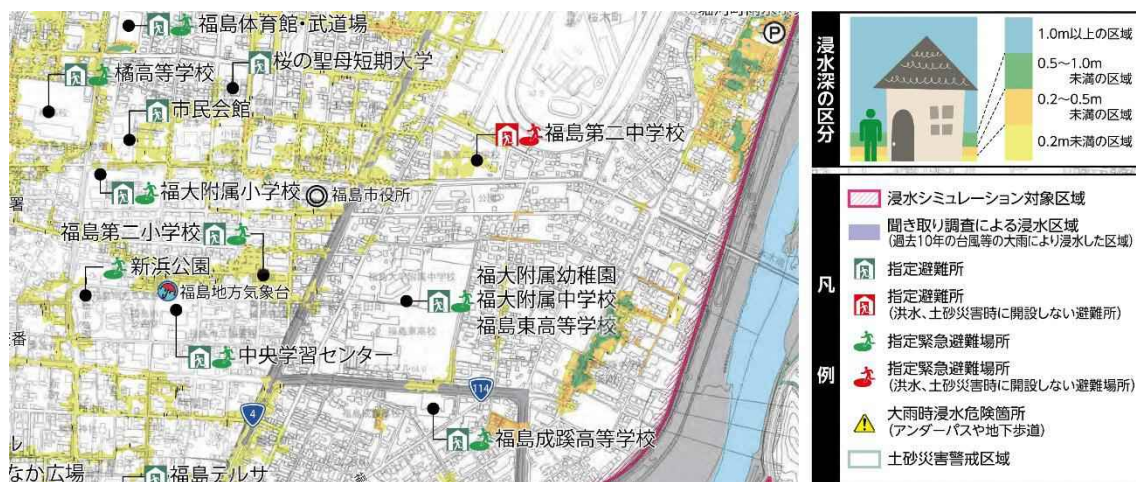 福島体育館・武道場
桜木町
P
桜の聖母短期大学
橘高等学校
市民会館
福島第二中学校
福大附属小学校
福島市役所
署
福島第二小学校
新浜公園
福島地方気象台
福大附属幼稚園
福大附属中学校
福島東高等学校
番
中央学習センター
114
4
福島成蹊高等学校
ル
なか広場
福島テルサ
浸水深の区分
1.0m以上の区域
0.5～1.0m
未満の区域
0.2～0.5m
未満の区域
0.2m未満の区域
凡例
浸水シミュレーション対象区域
聞き取り調査による浸水区域
(過去10年の台風等の大雨により浸水した区域)
指定避難所
指定避難所
(洪水、土砂災害時に開設しない避難所)
指定緊急避難場所
指定緊急避難場所
(洪水、土砂災害時に開設しない避難場所)
大雨時浸水危険箇所
(アンダーパスや地下歩道)
土砂災害警戒区域